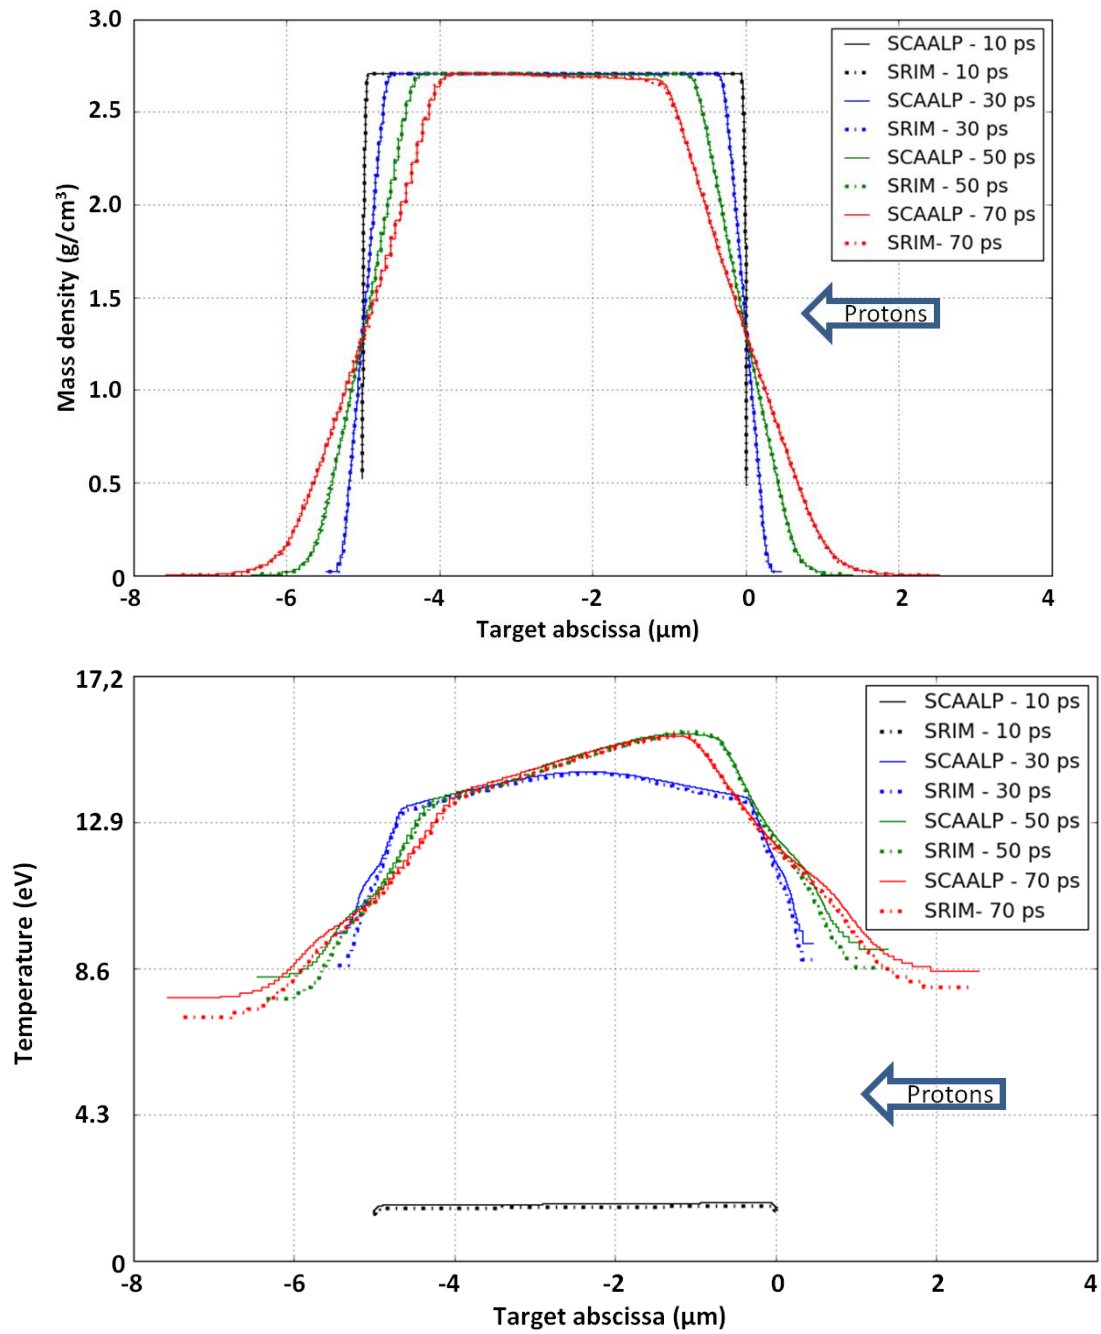 3.0
2.5
2.0
1.5
1.0
0.5
0
Mass density (g/cm³)
SCAALP - 10 ps
SRIM - 10 ps
SCAALP - 30 ps
SRIM - 30 ps
SCAALP - 50 ps
SRIM - 50 ps
SCAALP - 70 ps
SRIM- 70 ps
Protons
-8
-6
-4
-2
0
2
4
Target abscissa (μm)
17,2
12.9
8.6
4.3
0
Temperature (eV)
SCAALP - 10 ps
SRIM - 10 ps
SCAALP - 30 ps
SRIM - 30 ps
SCAALP - 50 ps
SRIM - 50 ps
SCAALP - 70 ps
SRIM- 70 ps
Protons
-8
-6
-4
-2
0
2
4
Target abscissa (μm)